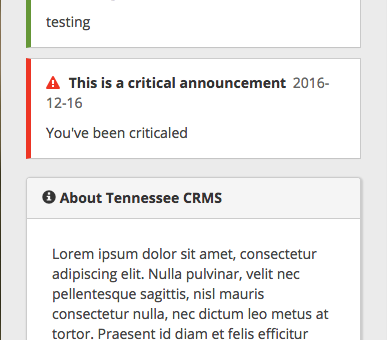 testing
This is a critical announcement 2016-
12-16
You've been criticaled
About Tennessee CRMS
Lorem ipsum dolor sit amet, consectetur
adipiscing elit. Nulla pulvinar, velit nec
pellentesque sagittis, nisl mauris
consectetur nulla, nec dictum leo metus at
tortor. Praesent id diam et felis efficitur